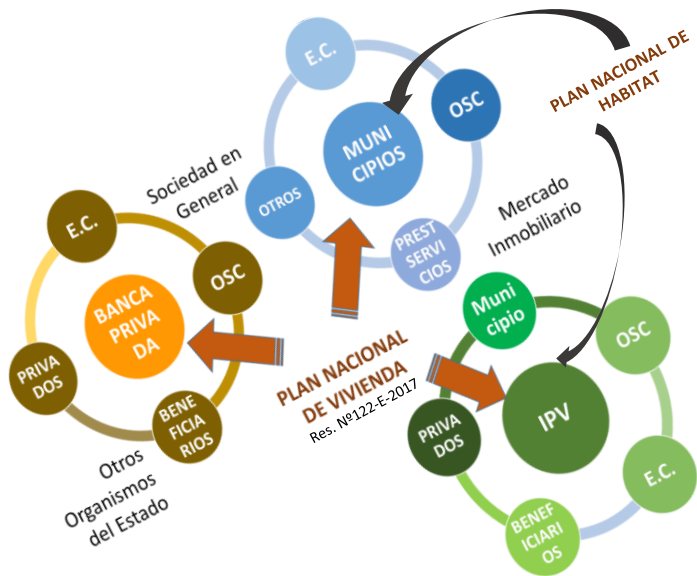 E.C.
OSC
MUNI
CIPIOS
OTROS
PREST
SERVI
CIOS
PLAN NACIONAL DE
HABITAT
Sociedad en
General
Mercado
Inmobiliario
E.C.
OSC
BANCA
PRIVA
DA
PRIVA
DOS
BENE
FICIA
RIOS
PLAN NACIONAL
DE VIVIENDA
Res. Nº122-E-2017
Muni
cipio
OSC
IPV
PRIVA
DOS
E.C.
BENEF
ICIARI
OS
Otros
Organismos
del Estado